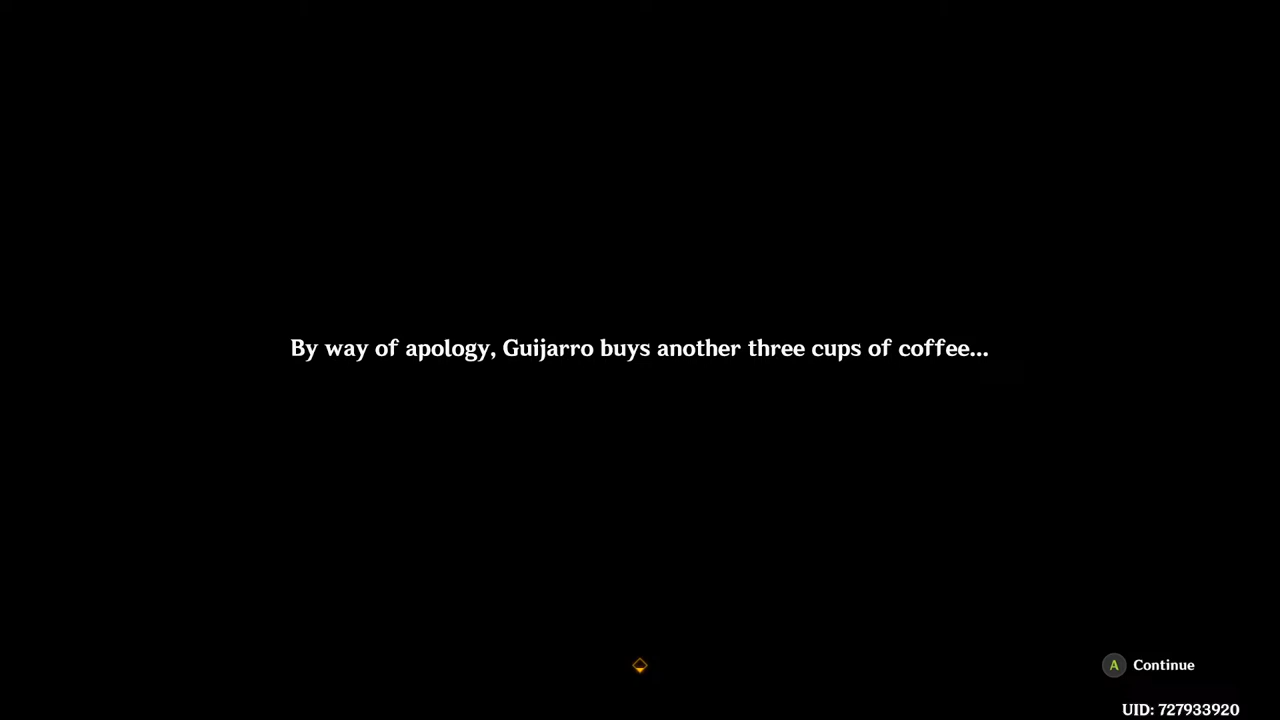 By way of apology, Guijarro buys another three cups of coffee...
A Continue
UID: 727933920